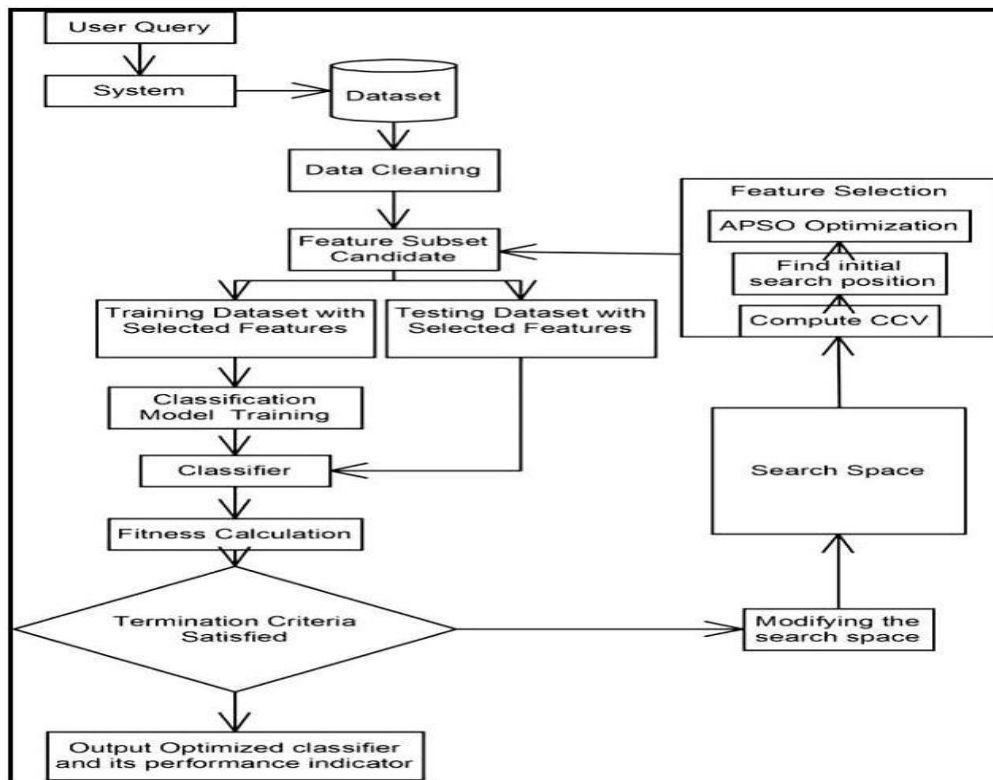 User Query
System
Dataset
Data Cleaning
Feature Subset
Candidate
Training Dataset with
Selected Features
Testing Dataset with
Selected Features
Classification
Model Training
Classifier
Fitness Calculation
Termination Criteria
Satisfied
Output Optimized classifier
and its performance indicator
Modifying the
search space
Search Space
Feature Selection
APSO Optimization
Find initial
search position
Compute CCV